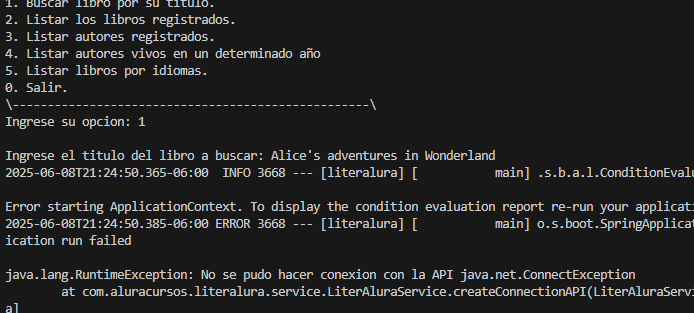 1. Buscar libro por su titulo.
2. Listar los libros registrados.
3. Listar autores registrados.
4. Listar autores vivos en un determinado año
5. Listar libros por idiomas.
0. Salir.
\---------------------------------------------------\
Ingrese su opcion: 1
Ingrese el titulo del libro a buscar: Alice's adventures in Wonderland
2025-06-08T21:24:50.365-06:00  INFO 3668 --- [literalura] [           main] .s.b.a.l.ConditionEvalu
Error starting ApplicationContext. To display the condition evaluation report re-run your applicati
2025-06-08T21:24:50.385-06:00 ERROR 3668 --- [literalura] [           main] o.s.boot.SpringApplicat
ication run failed
java.lang.RuntimeException: No se pudo hacer conexion con la API java.net.ConnectException
        at com.aluracursos.literalura.service.LiterAluraService.createConnectionAPI(LiterAluraServi
a]